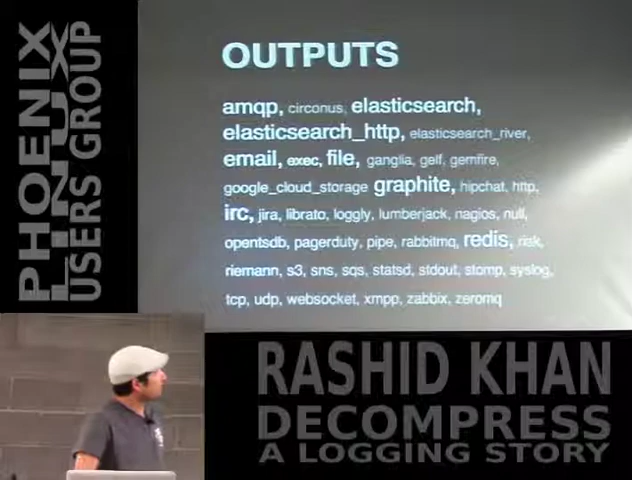 PHOENIX
LINUX
USERS GROUP
OUTPUTS
amqp, circonus, elasticsearch,
elasticsearch_http, elasticsearch_river,
email, exec, file, ganglia, gelf, gemfire,
google_cloud_storage graphite, hipchat, http,
irc, jira, librato, loggly, lumberjack, nagios, null,
opentsdb, pagerduty, pipe, rabbitmq, redis, riak,
riemann, s3, sns, sqs, statsd, stdout, stomp, syslog,
tcp, udp, websocket, xmpp, zabbix, zeromq
RASHID KHAN
DECOMPRESS
A LOGGING STORY